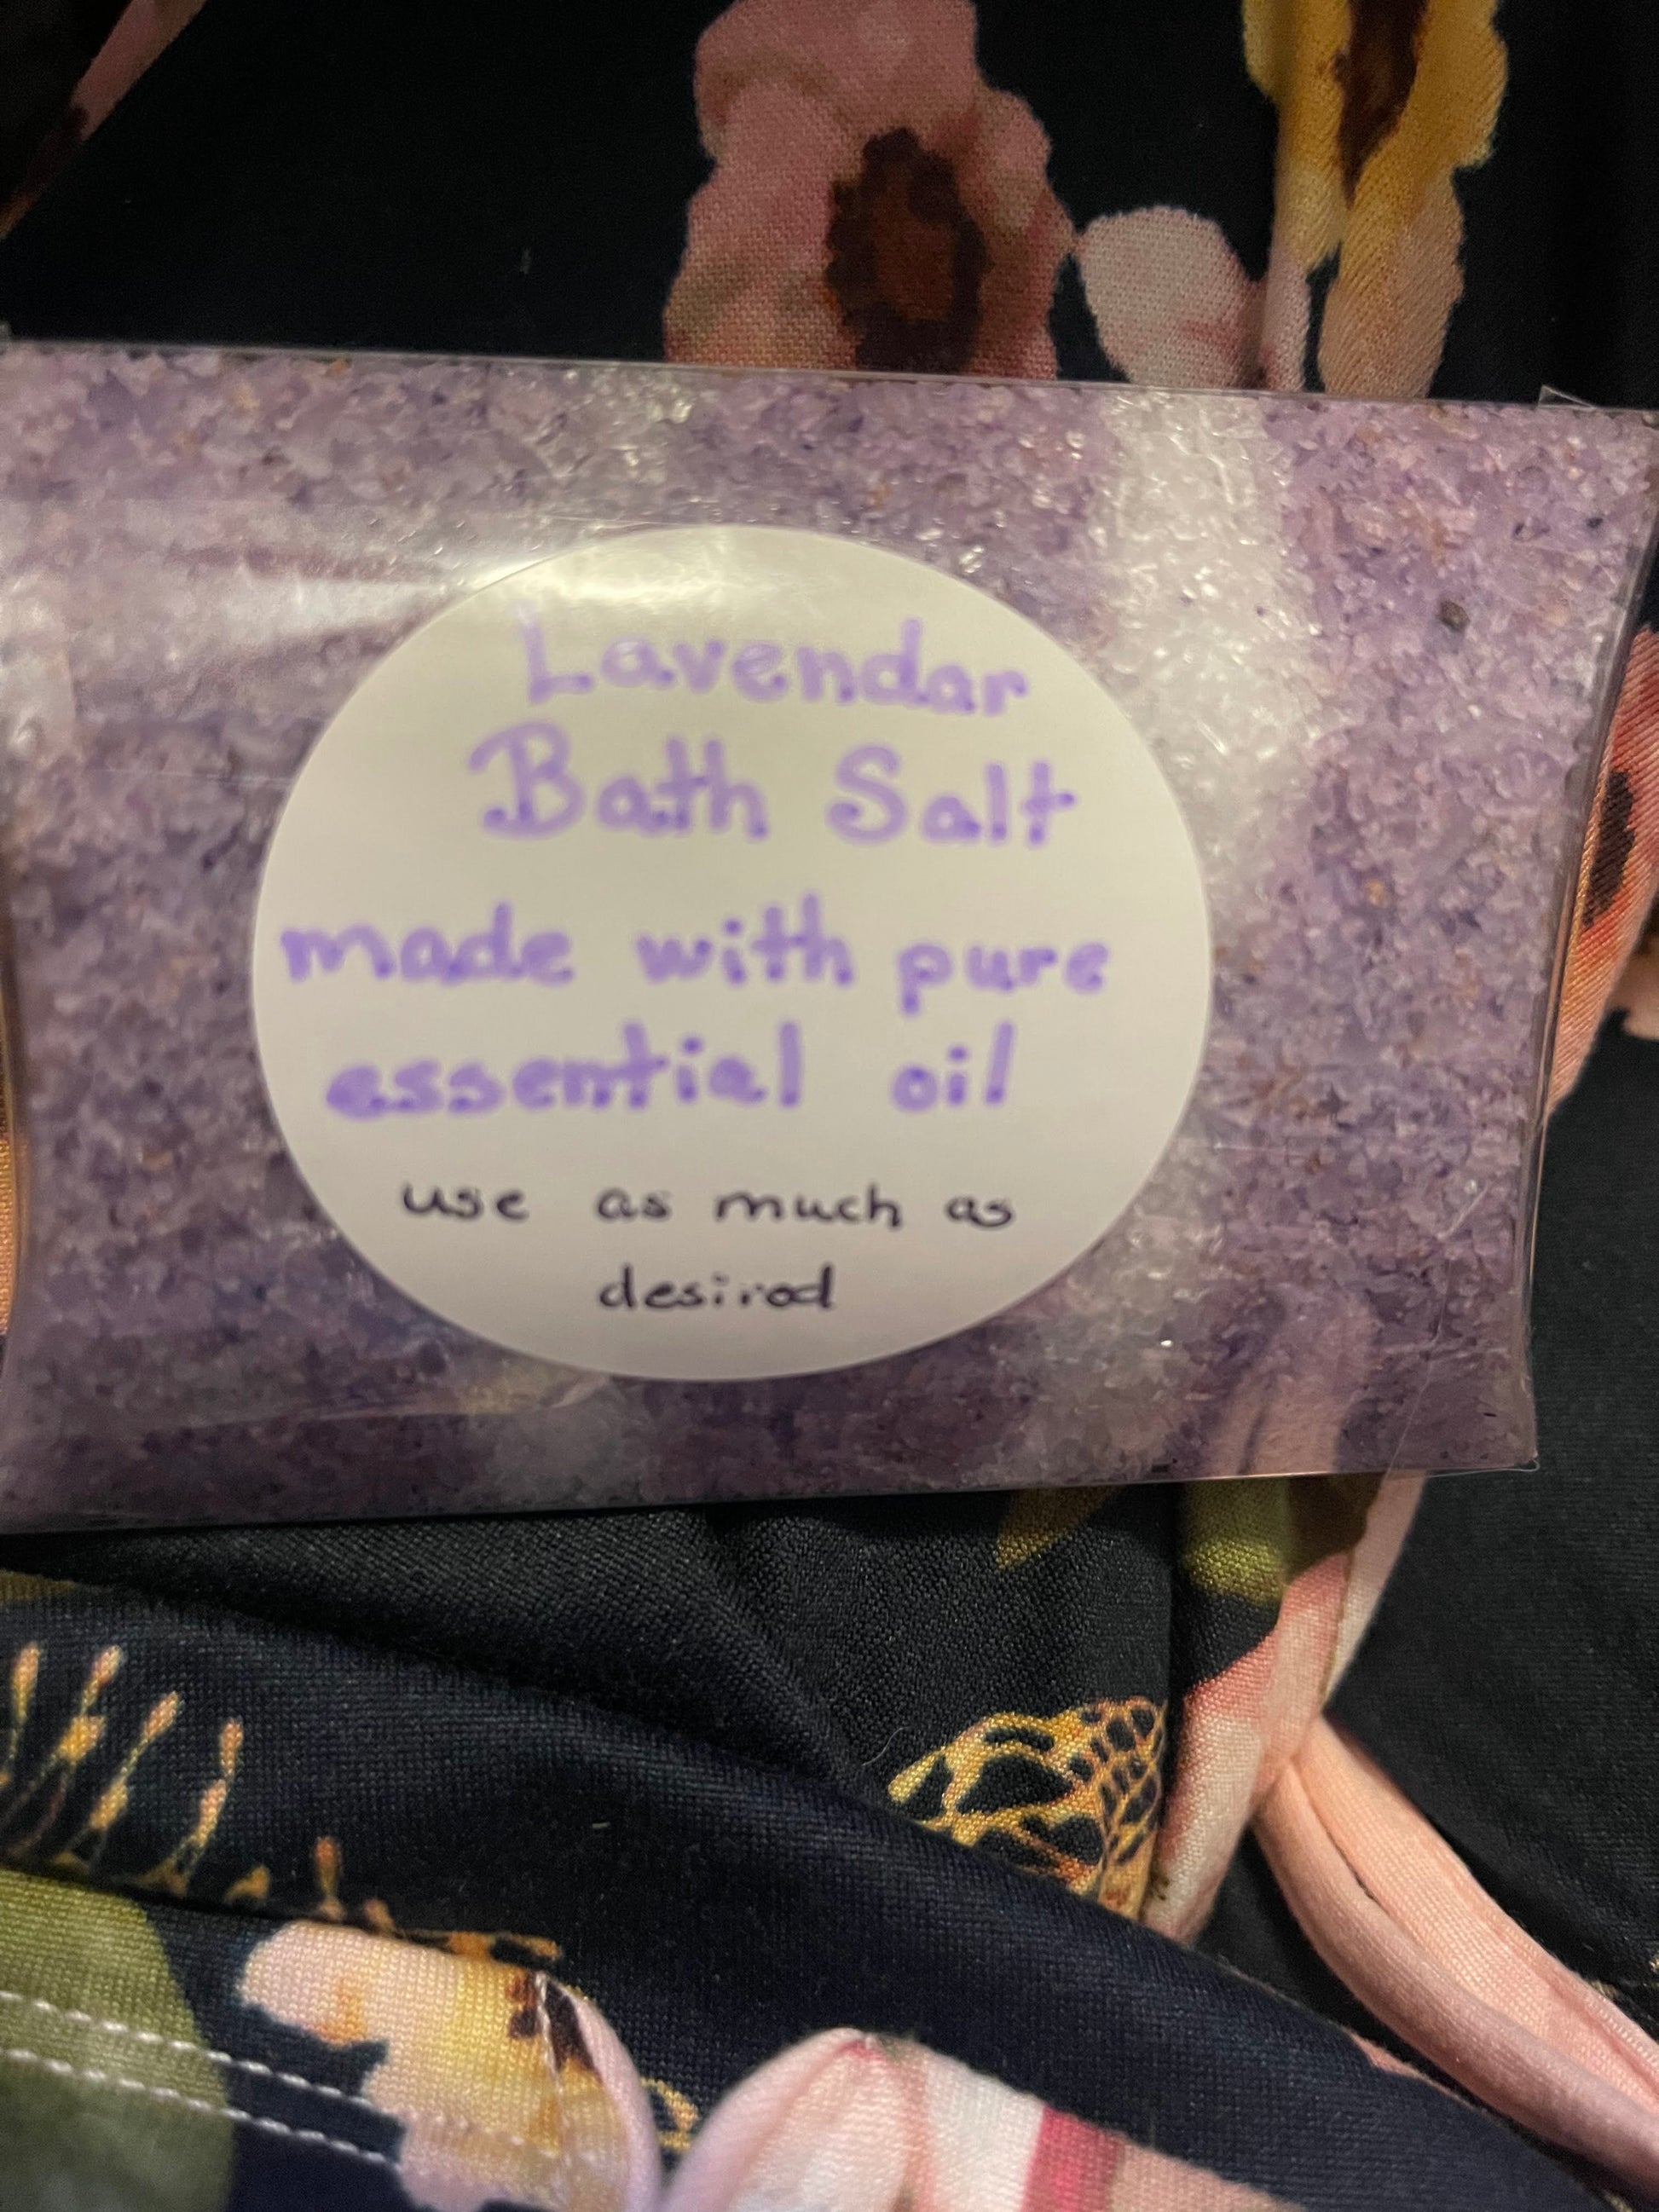 Lavendar
Bath Salt
made with pure
essential oil
use as much as
desired